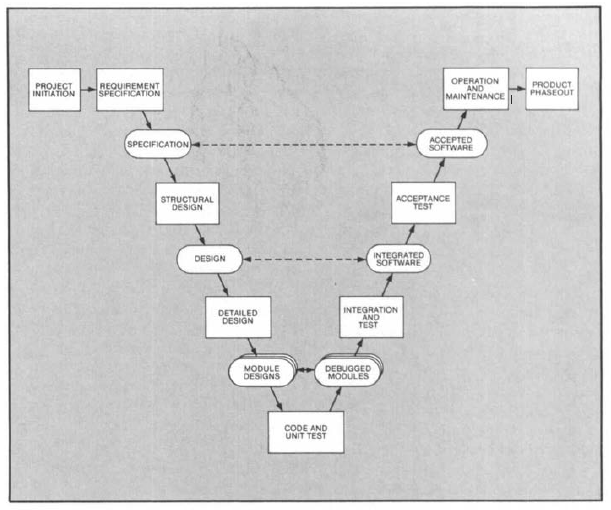 PROJECT
INITIATION
REQUIREMENT
SPECIFICATION
OPERATION
AND
MAINTENANCE
PRODUCT
PHASEOUT
SPECIFICATION
ACCEPTED
SOFTWARE
STRUCTURAL
DESIGN
ACCEPTANCE
TEST
DESIGN
INTEGRATED
SOFTWARE
DETAILED
DESIGN
INTEGRATION
AND
TEST
MODULE
DESIGNS
DEBUGGED
MODULES
CODE AND
UNIT TEST